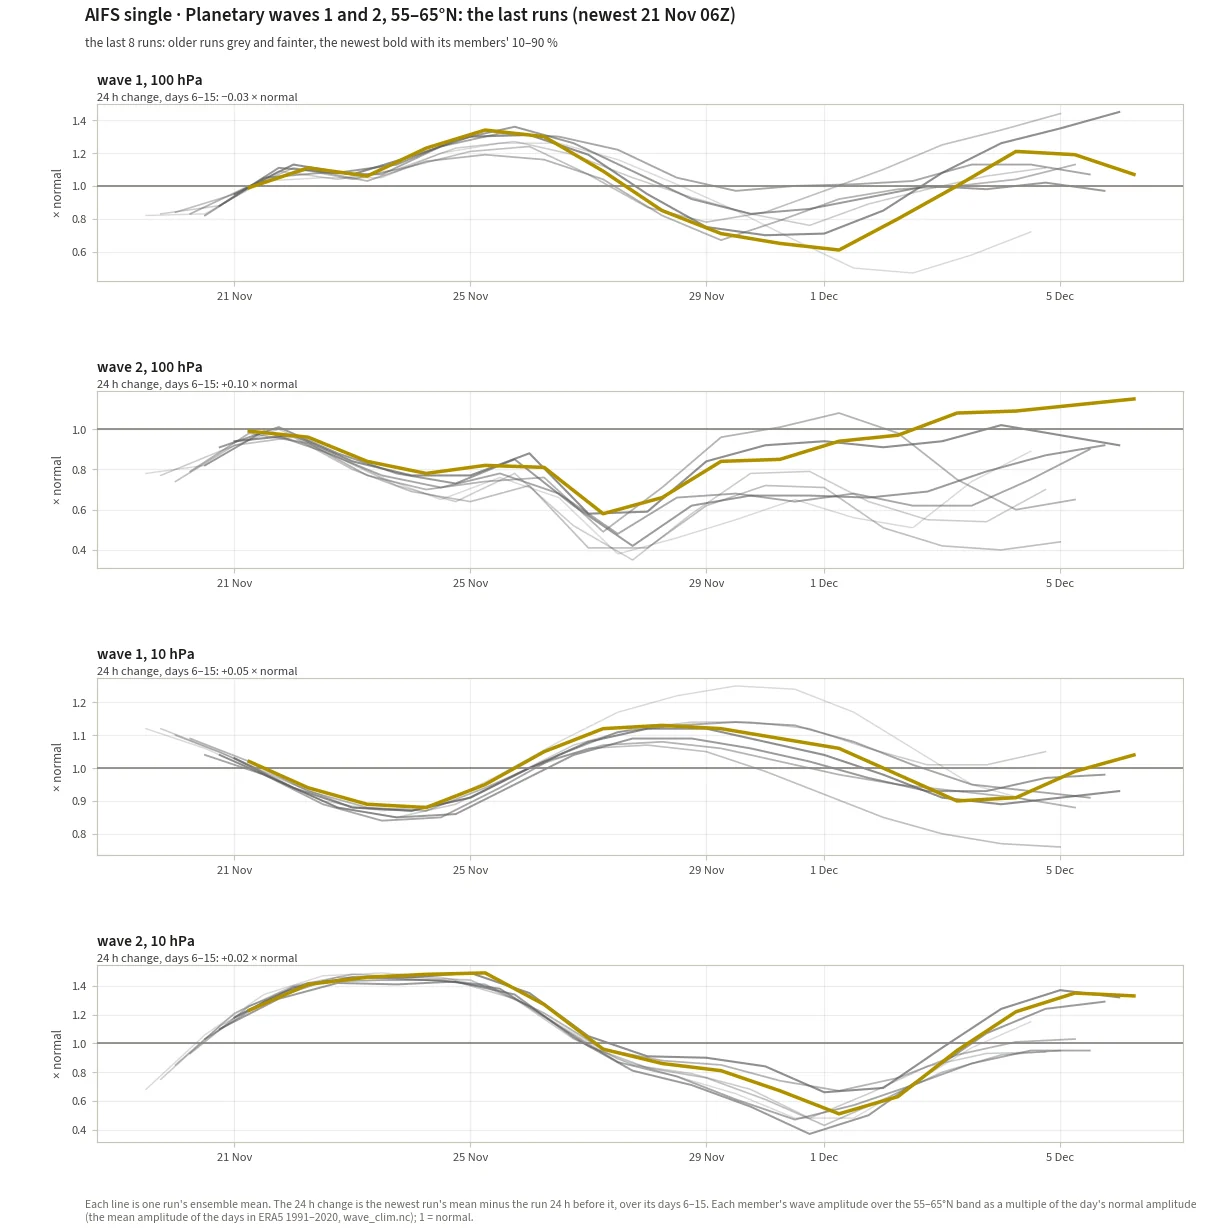 AIFS single · Planetary waves 1 and 2, 55–65°N: the last runs (newest 21 Nov 06Z)
the last 8 runs: older runs grey and fainter, the newest bold with its members' 10–90 %
wave 1, 100 hPa
24 h change, days 6–15: −0.03 × normal
1.4
1.2
1.0
0.8
0.6
× normal
21 Nov
25 Nov
29 Nov
1 Dec
5 Dec
wave 2, 100 hPa
24 h change, days 6–15: +0.10 × normal
1.0
0.8
0.6
0.4
× normal
21 Nov
25 Nov
29 Nov
1 Dec
5 Dec
wave 1, 10 hPa
24 h change, days 6–15: +0.05 × normal
1.2
1.1
1.0
0.9
0.8
× normal
21 Nov
25 Nov
29 Nov
1 Dec
5 Dec
wave 2, 10 hPa
24 h change, days 6–15: +0.02 × normal
1.4
1.2
1.0
0.8
0.6
0.4
× normal
21 Nov
25 Nov
29 Nov
1 Dec
5 Dec
Each line is one run's ensemble mean. The 24 h change is the newest run's mean minus the run 24 h before it, over its days 6–15. Each member's wave amplitude over the 55–65°N band as a multiple of the day's normal amplitude
(the mean amplitude of the days in ERA5 1991–2020, wave_clim.nc); 1 = normal.